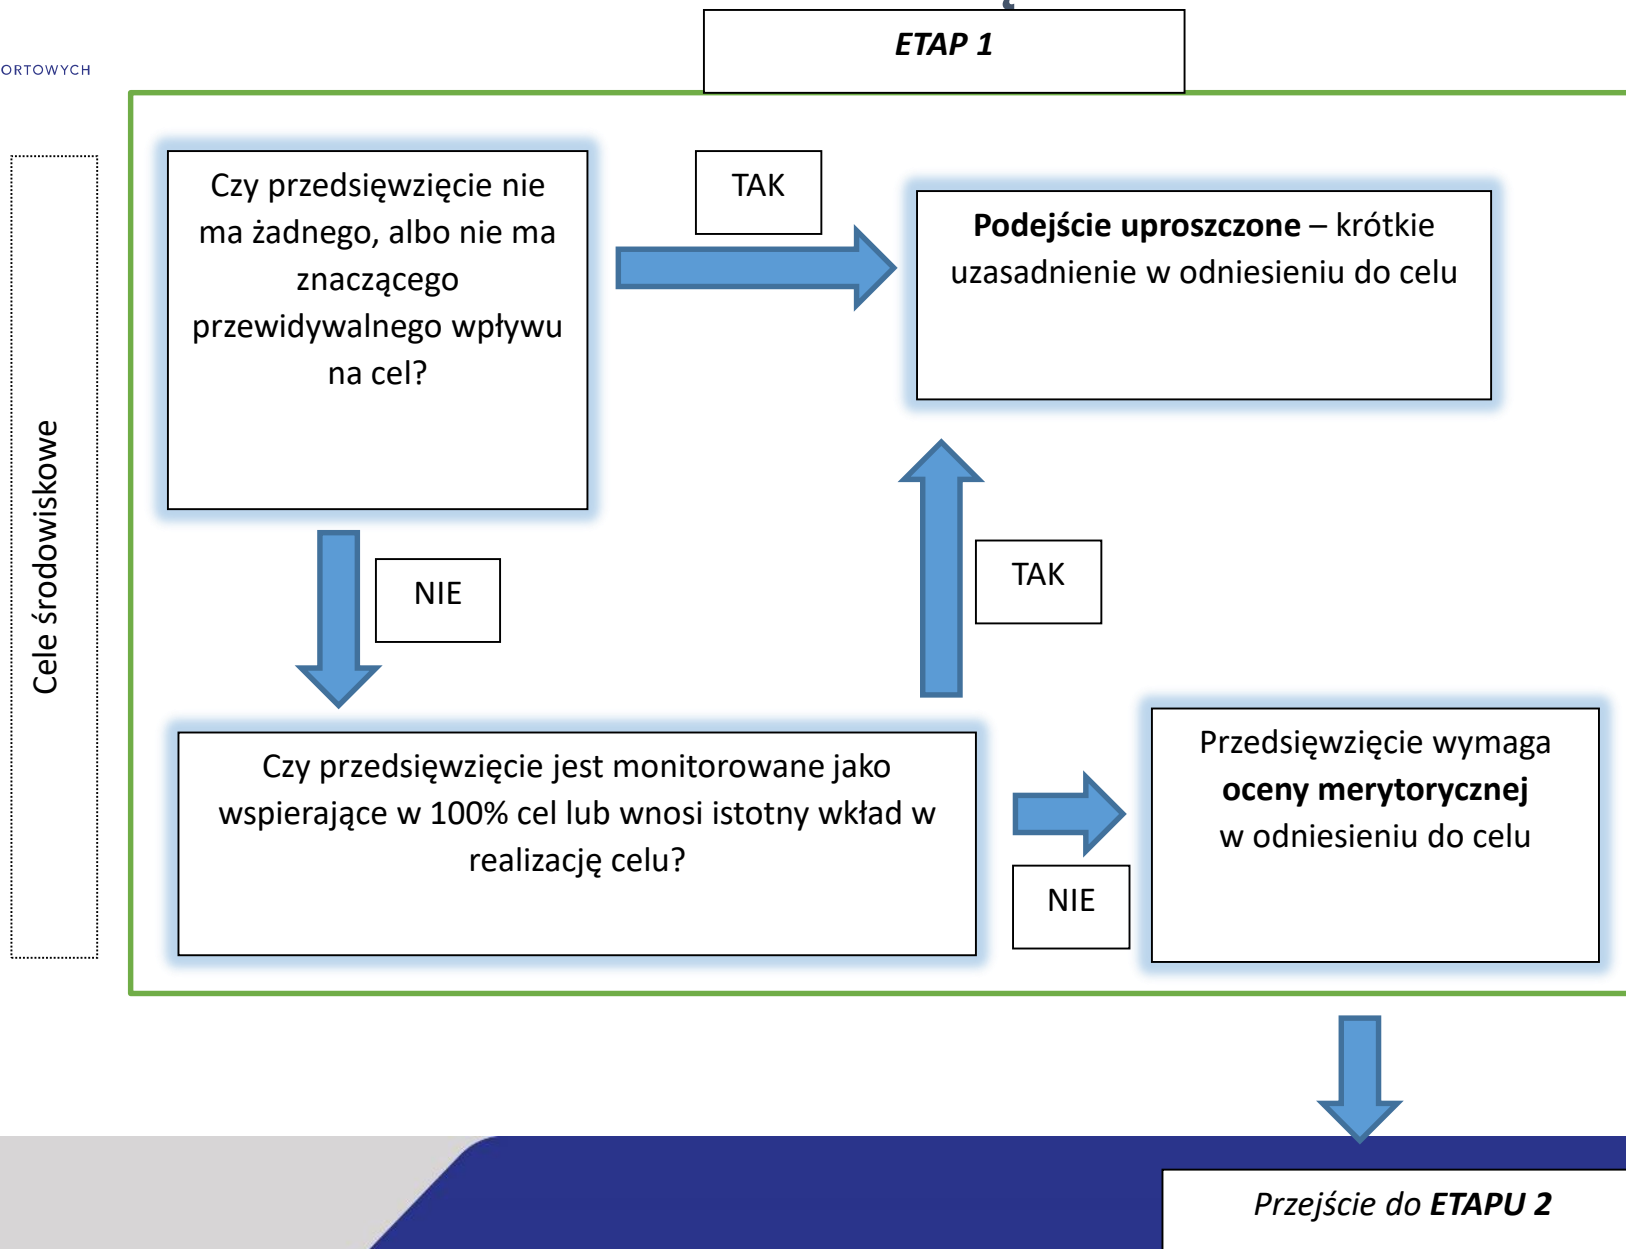 ETAP 1
ORTOWYCH
Cele środowiskowe
Czy przedsięwzięcie nie
ma żadnego, albo nie ma
znaczącego
przewidywalnego wpływu
na cel?
TAK
Podejście uproszczone – krótkie
uzasadnienie w odniesieniu do celu
NIE
TAK
Czy przedsięwzięcie jest monitorowane jako
wspierające w 100% cel lub wnosi istotny wkład w
realizację celu?
NIE
Przedsięwzięcie wymaga
oceny merytorycznej
w odniesieniu do celu
Przejście do ETAPU 2